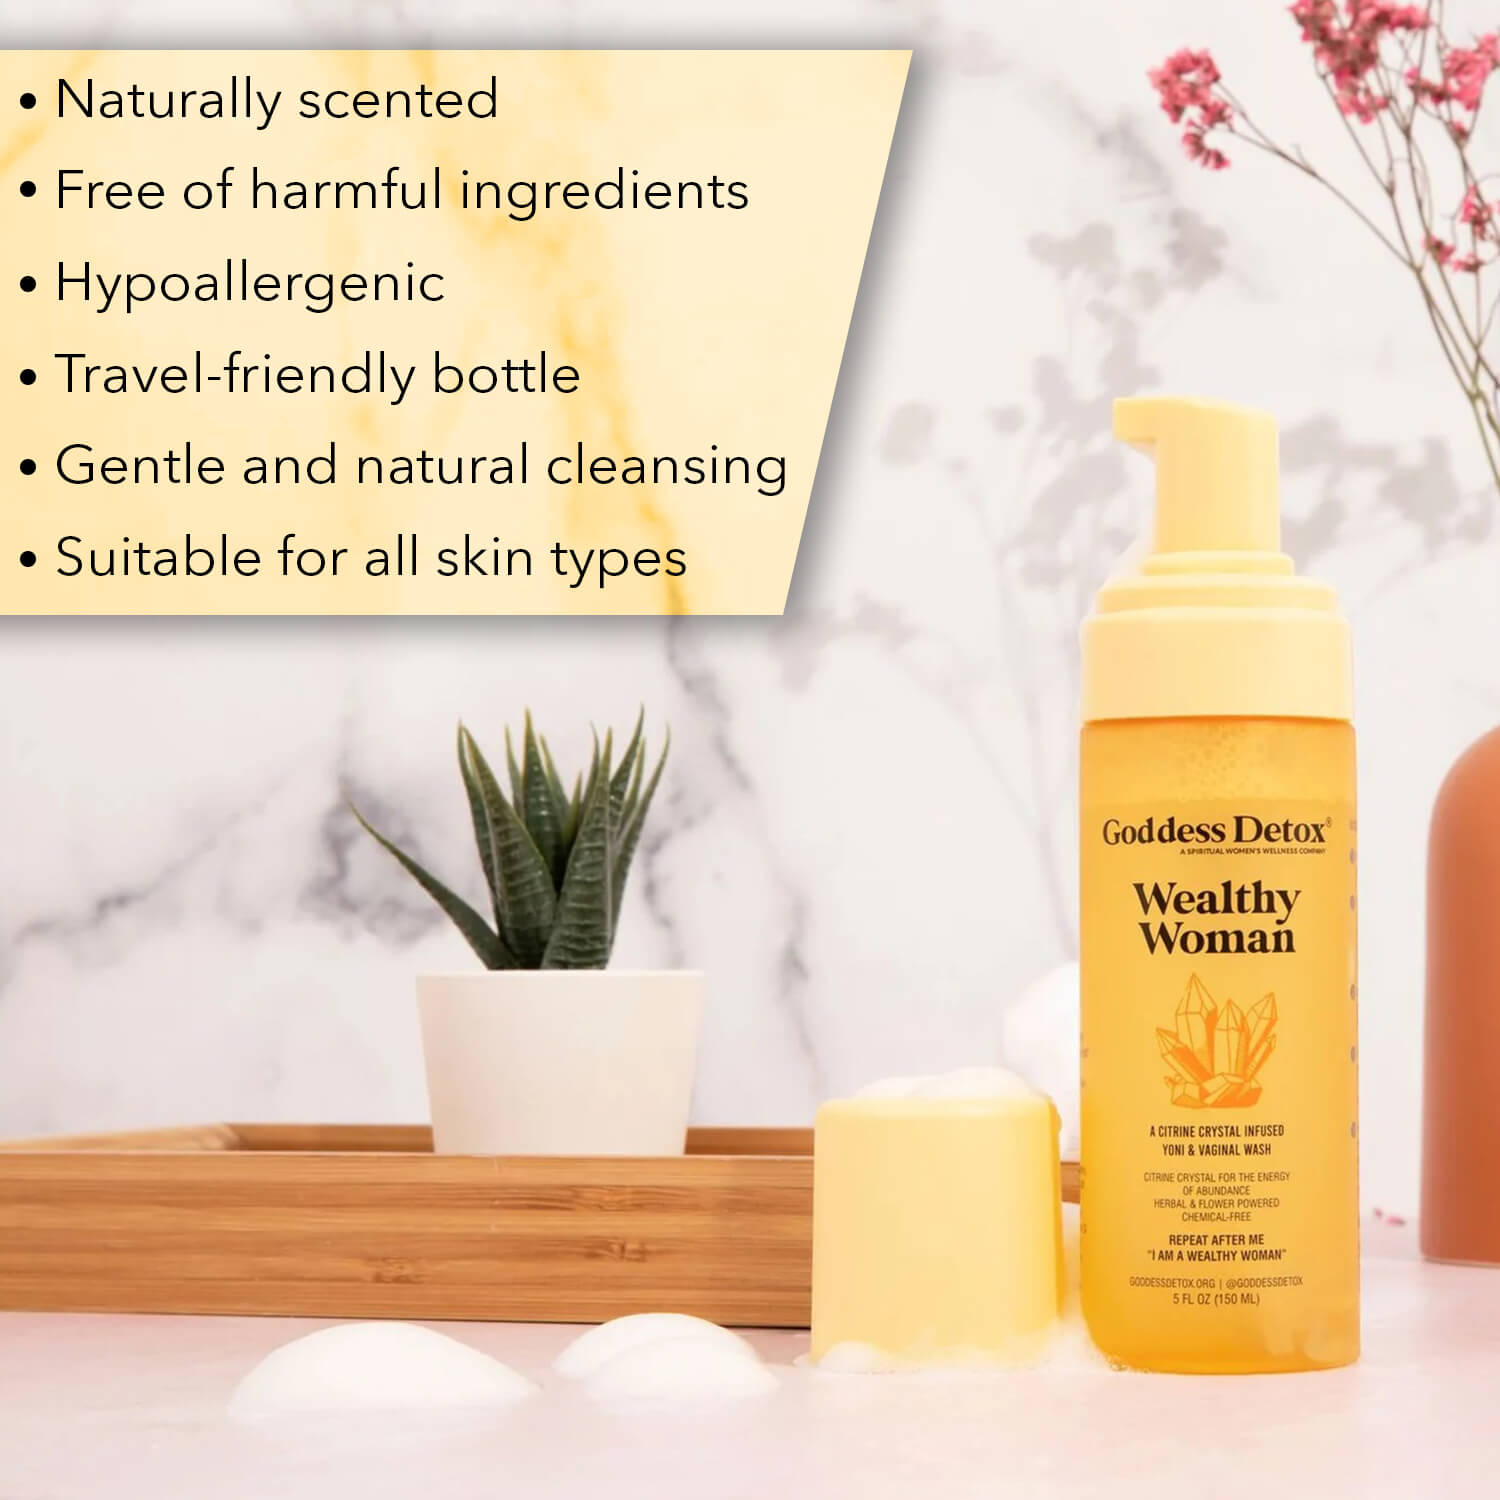 • Naturally scented
• Free of harmful ingredients
• Hypoallergenic
• Travel-friendly bottle
• Gentle and natural cleansing
• Suitable for all skin types
Goddess Detox®
A SPIRITUAL WOMEN'S WELLNESS COMPANY
Wealthy
Woman
A CITRINE CRYSTAL INFUSED
YONI & VAGINAL WASH
CITRINE CRYSTAL FOR THE ENERGY
OF ABUNDANCE
HERBAL & FLOWER POWERED
CHEMICAL-FREE
REPEAT AFTER ME
"I AM A WEALTHY WOMAN"
GODDESSDETOX.ORG | @GODDESSDETOX
5 FL OZ (150 ML)